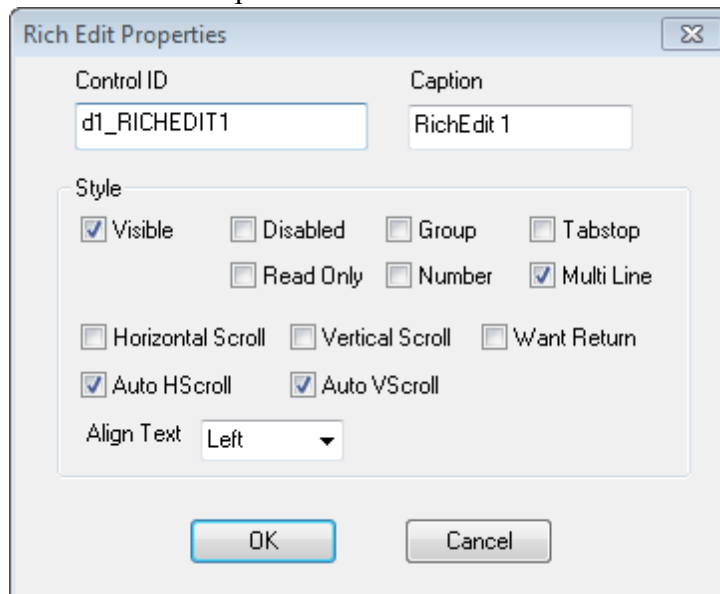 Rich Edit Properties
Control ID Caption
d1_RICHEDIT1 RichEdit 1
Style
Visible Disabled Group Tabstop
Read Only Number Multi Line
Horizontal Scroll Vertical Scroll Want Return
Auto HScroll Auto VScroll
Align Text Left
OK Cancel